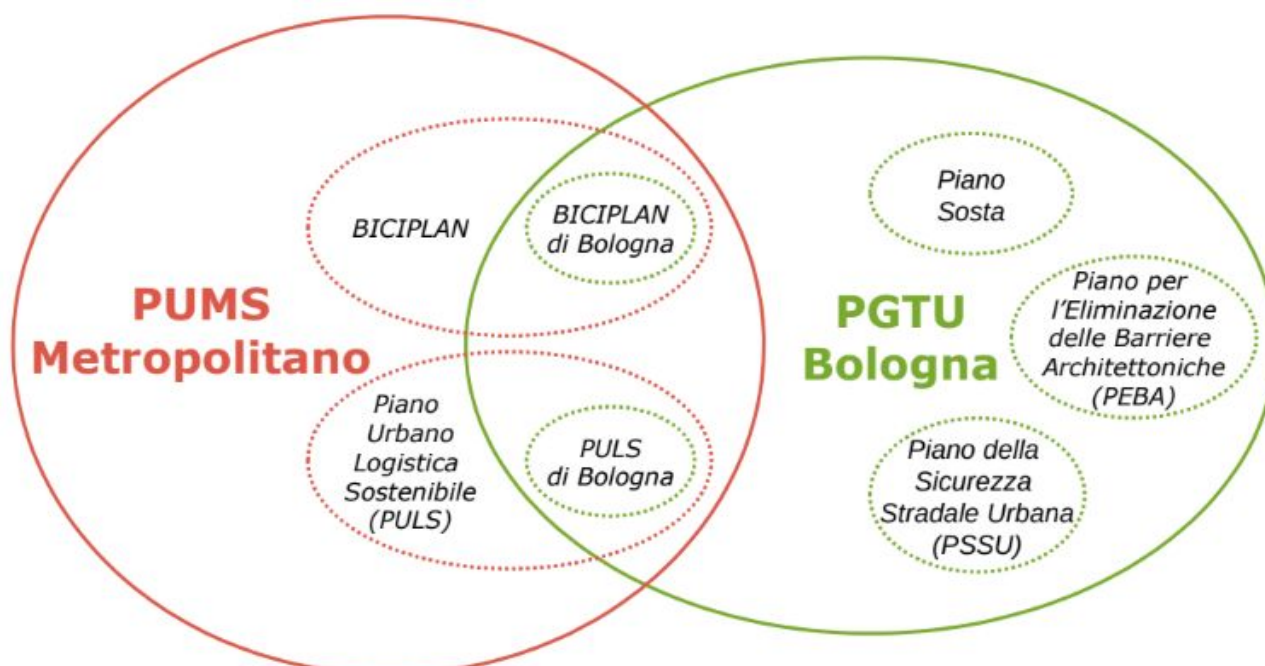 PUMS
Metropolitano
BICIPLAN
BICIPLAN
di Bologna
Piano
Urbano
Logistica
Sostenibile
(PULS)
PULS
di Bologna
PGTU
Bologna
Piano
Sosta
Piano per
l'Eliminazione
delle Barriere
Architettoniche
(PEBA)
Piano della
Sicurezza
Stradale Urbana
(PSSU)